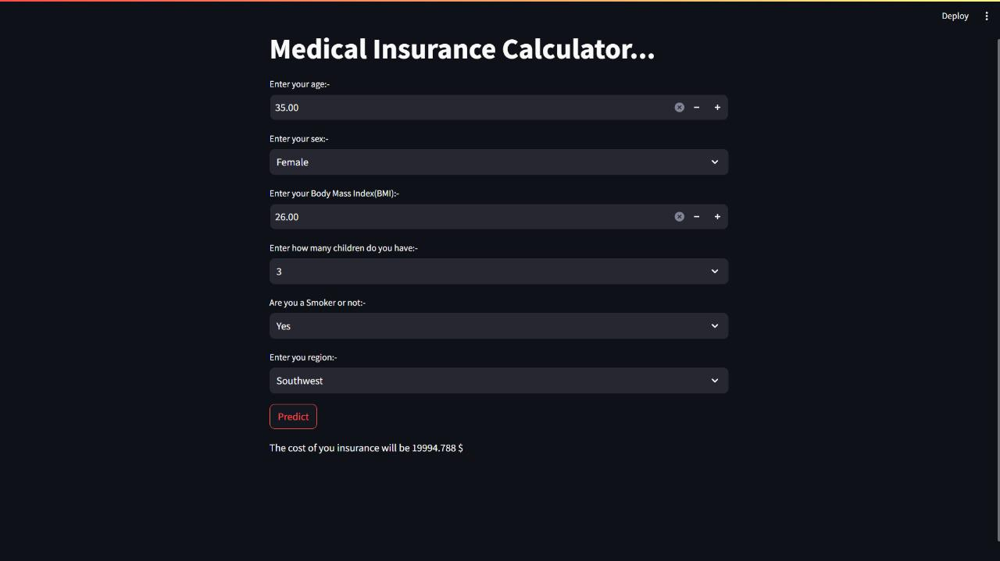 Deploy
Medical Insurance Calculator...
Enter your age:-
35.00
Enter your sex:-
Female
Enter your Body Mass Index(BMI):-
26.00
Enter how many children do you have:-
3
Are you a Smoker or not:-
Yes
Enter you region:-
Southwest
Predict
The cost of you insurance will be 19994.788 $